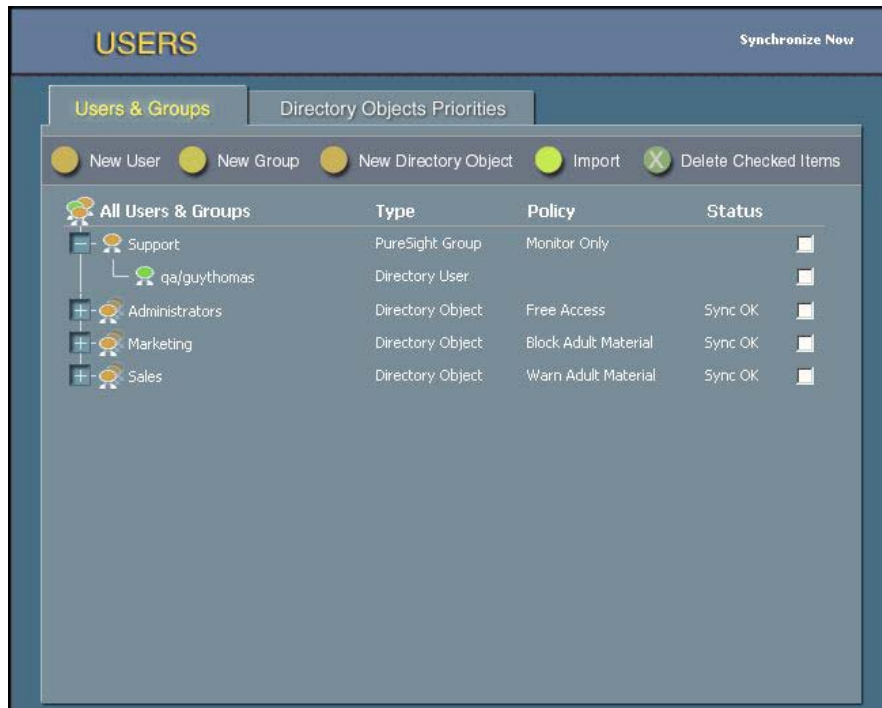 USERS
Synchronize Now
Users & Groups
Directory Objects Priorities
New User New Group New Directory Object Import X Delete Checked Items
All Users & Groups Type Policy Status
Support PureSight Group Monitor Only
qa/guythomas Directory User
Administrators Directory Object Free Access Sync OK
Marketing Directory Object Block Adult Material Sync OK
Sales Directory Object Warn Adult Material Sync OK